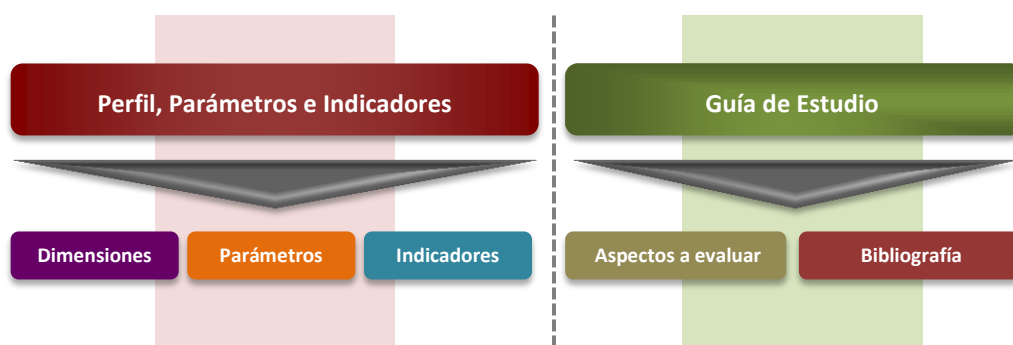 Perfil, Parámetros e Indicadores
Guía de Estudio
Dimensiones
Parámetros
Indicadores
Aspectos a evaluar
Bibliografía